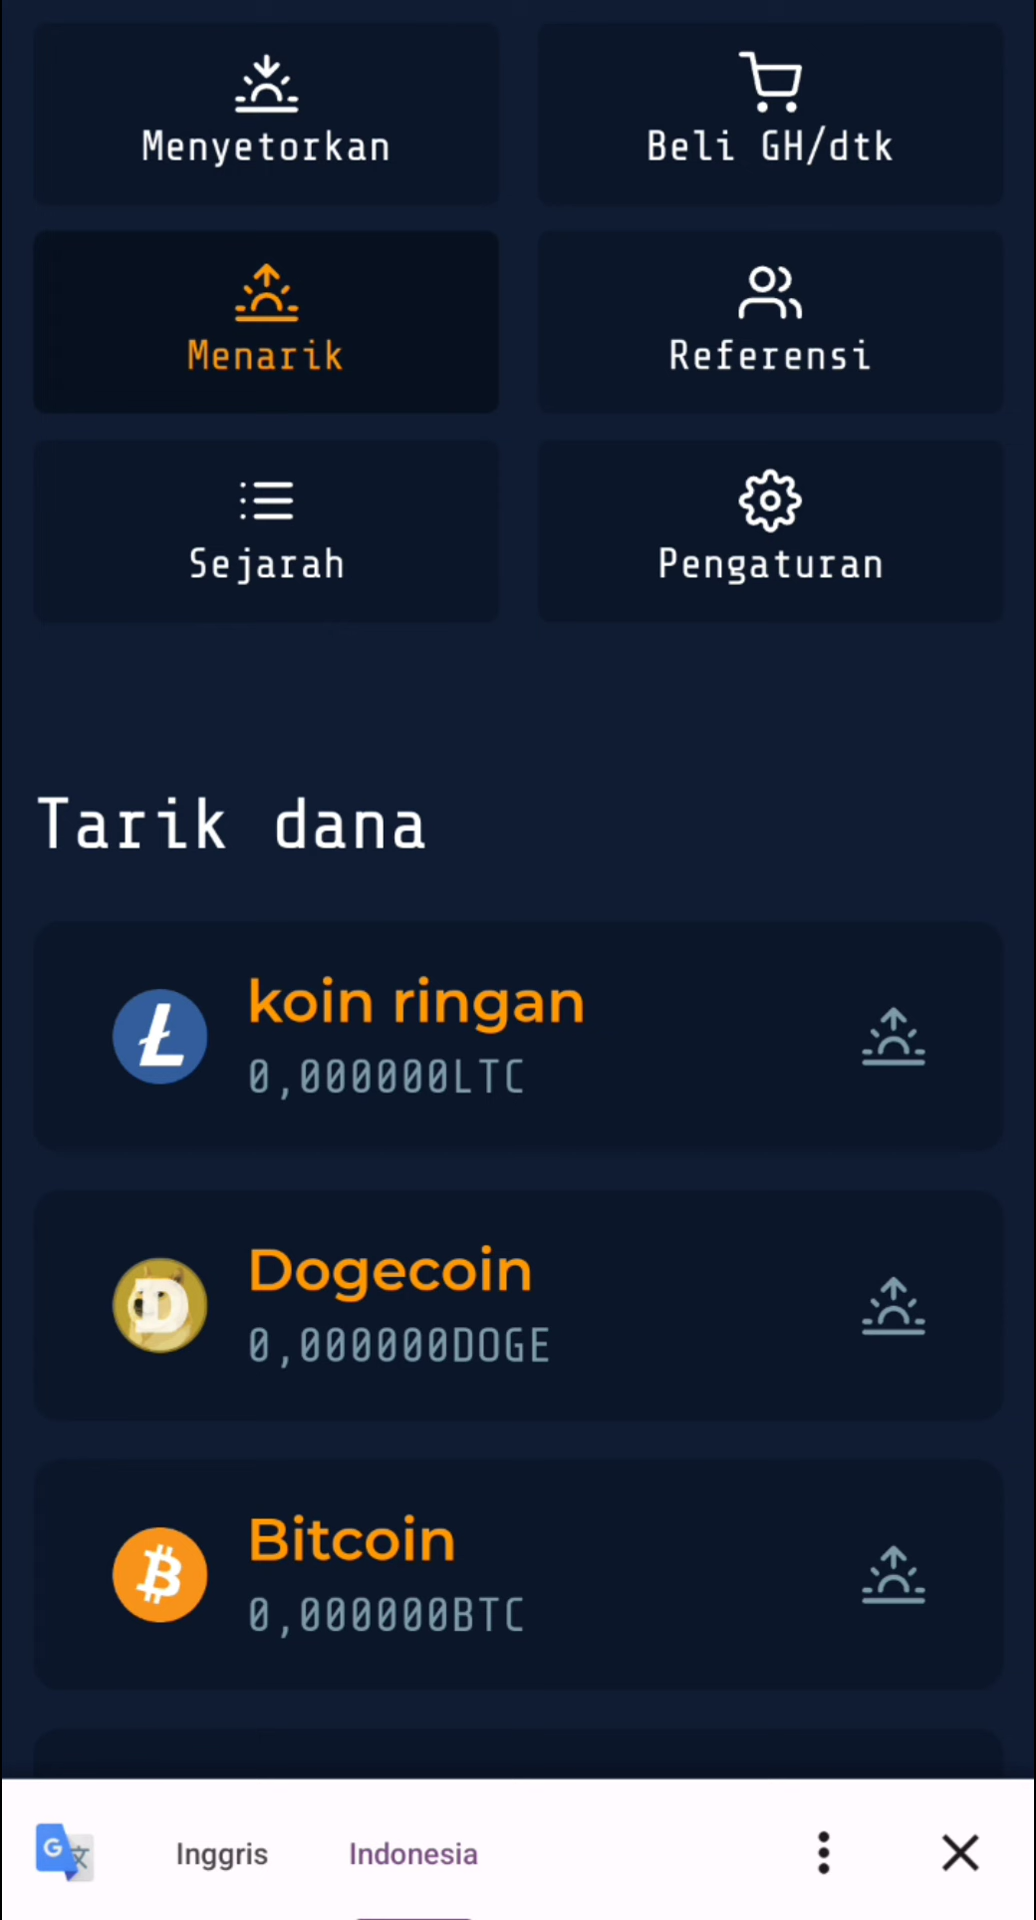 Menyetorkan
Beli GH/dtk
Menarik
Referensi
Sejarah
Pengaturan
Tarik dana
koin ringan
0,000000LTC
Dogecoin
0,000000DOGE
Bitcoin
0,000000BTC
Inggris
Indonesia